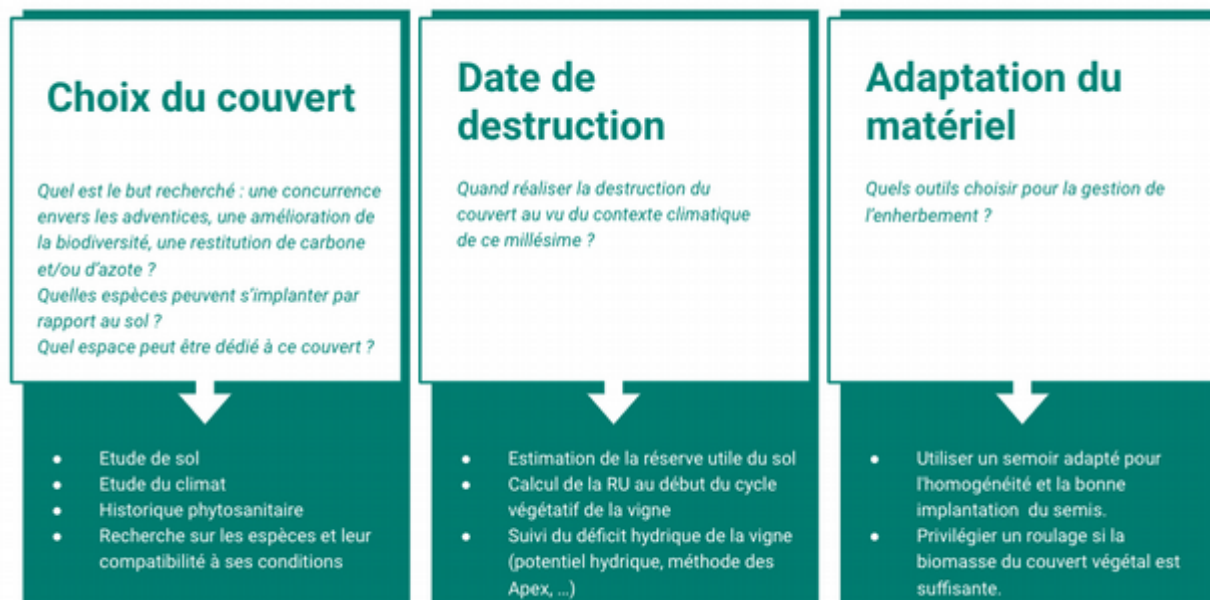 Choix du couvert
Quel est le but recherché : une concurrence
envers les adventices, une amélioration de
la biodiversité, une restitution de carbone
et/ou d'azote ?
Quelles espèces peuvent s'implanter par
rapport au sol ?
Quel espace peut être dédié à ce couvert ?
• Etude de sol
• Etude du climat
• Historique phytosanitaire
• Recherche sur les espèces et leur
compatibilité à ses conditions
Date de
destruction
Quand réaliser la destruction du
couvert au vu du contexte climatique
de ce millésime ?
• Estimation de la réserve utile du sol
• Calcul de la RU au début du cycle
végétatif de la vigne
• Suivi du déficit hydrique de la vigne
(potentiel hydrique, méthode des
Apex, ...)
Adaptation du
matériel
Quels outils choisir pour la gestion de
l'enherbement ?
• Utiliser un semoir adapté pour
l'homogénéité et la bonne
implantation du semis.
• Privilégier un roulage si la
biomasse du couvert végétal est
suffisante.